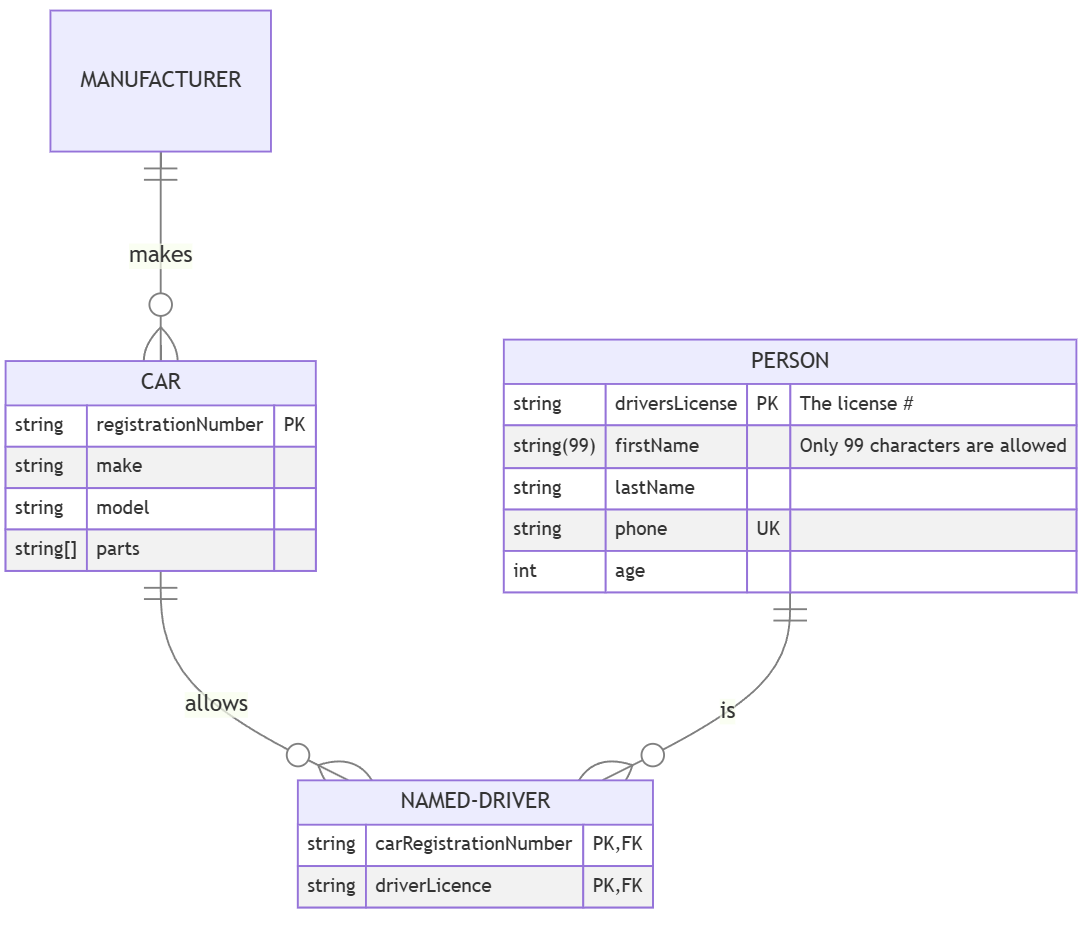 MANUFACTURER
makes
CAR
string registrationNumber PK
string make
string model
string[] parts
PERSON
string driversLicense PK The license #
string(99) firstName Only 99 characters are allowed
string lastName
string phone UK
int age
allows
is
NAMED-DRIVER
string carRegistrationNumber PK,FK
string driverLicence PK,FK